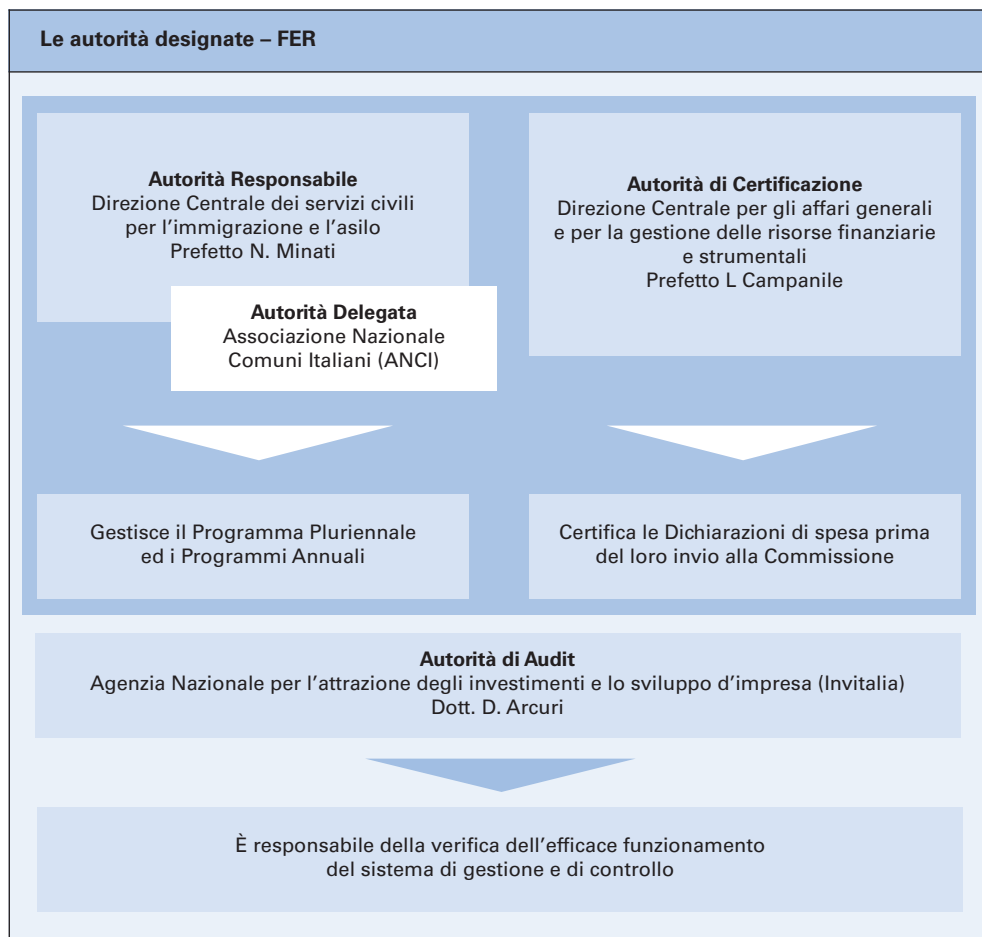 Le autorità designate – FER
Autorità Responsabile
Direzione Centrale dei servizi civili
per l'immigrazione e l'asilo
Prefetto N. Minati
Autorità Delegata
Associazione Nazionale
Comuni Italiani (ANCI)
Gestisce il Programma Pluriennale
ed i Programmi Annuali
Autorità di Certificazione
Direzione Centrale per gli affari generali
e per la gestione delle risorse finanziarie
e strumentali
Prefetto L Campanile
Certifica le Dichiarazioni di spesa prima
del loro invio alla Commissione
Autorità di Audit
Agenzia Nazionale per l'attrazione degli investimenti e lo sviluppo d'impresa (Invitalia)
Dott. D. Arcuri
È responsabile della verifica dell'efficace funzionamento
del sistema di gestione e di controllo